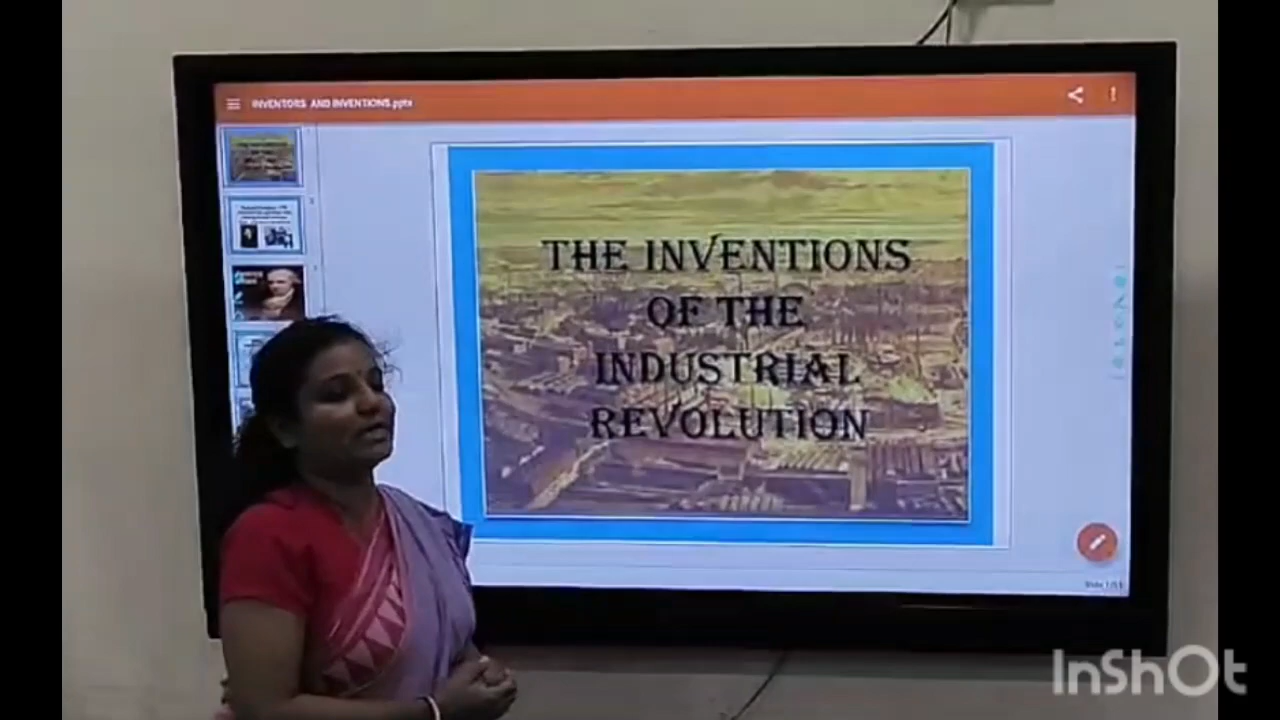 INVENTORS AND INVENTIONS.pptx
THE INVENTIONS
OF THE
INDUSTRIAL
REVOLUTION
InShOt